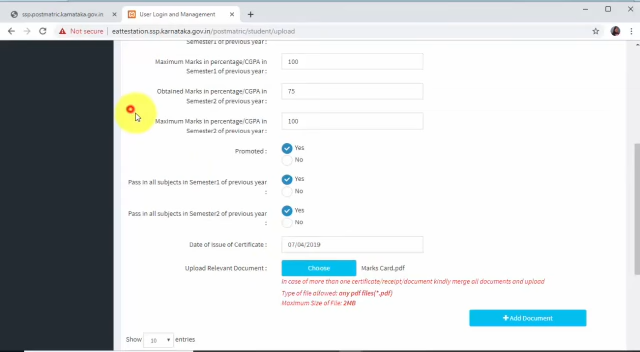 ssp.postmatric.karnataka.gov.in
User Login and Management
Not secure
eattestation.ssp.karnataka.gov.in/postmatric/student/upload
Semester1 of previous year :
Maximum Marks in percentage/CGPA in
Semester1 of previous year :
100
Obtained Marks in percentage/CGPA in
Semester2 of previous year :
75
Maximum Marks in percentage/CGPA in
Semester2 of previous year :
100
Promoted :
Yes
No
Pass in all subjects in Semester1 of previous year
:
Yes
No
Pass in all subjects in Semester2 of previous year
:
Yes
No
Date of Issue of Certificate :
07/04/2019
Upload Relevant Document :
Choose
Marks Card.pdf
In case of more than one certificate/receipt/document kindly merge all documents and upload
Type of file allowed: any pdf files(*.pdf)
Maximum Size of File: 2MB
+Add Document
Show 10 entries